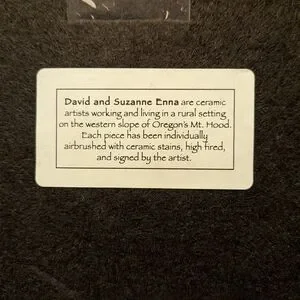 David and Suzanne Enna are ceramic
artists working and living in a rural setting
on the western slope of Oregon's Mt. Hood.
Each piece has been individually
airbrushed with ceramic stains, high fired,
and signed by the artist.